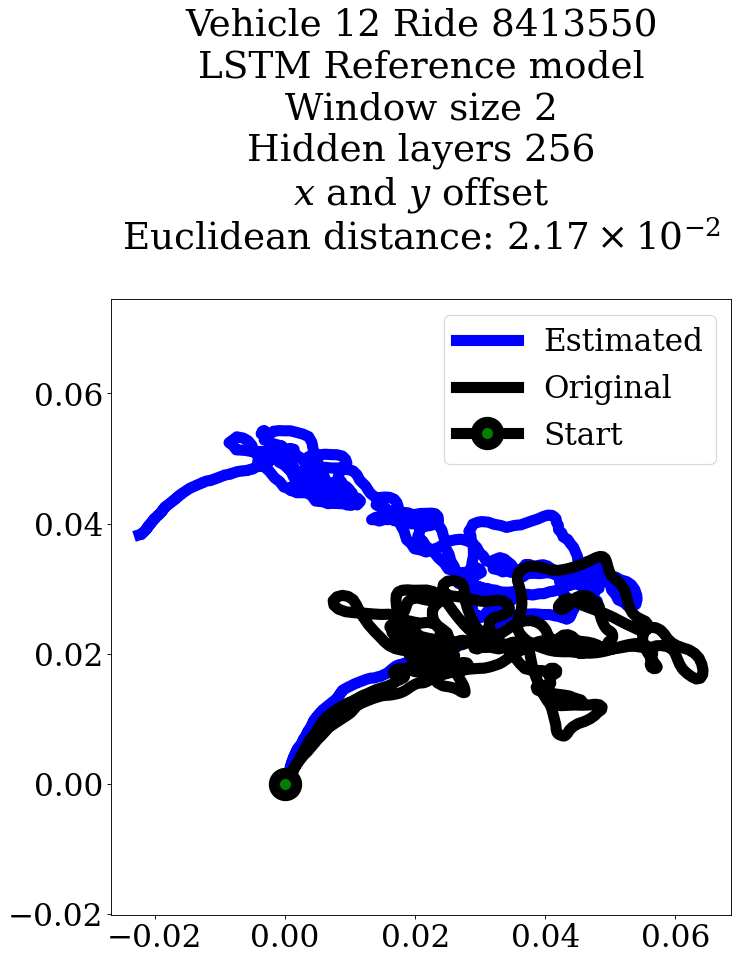 Vehicle 12 Ride 8413550
LSTM Reference model
Window size 2
Hidden layers 256
x and y offset
Euclidean distance: 2.17 × 10⁻²
Estimated
Original
Start
0.06
0.04
0.02
0.00
−0.02
−0.02 0.00 0.02 0.04 0.06